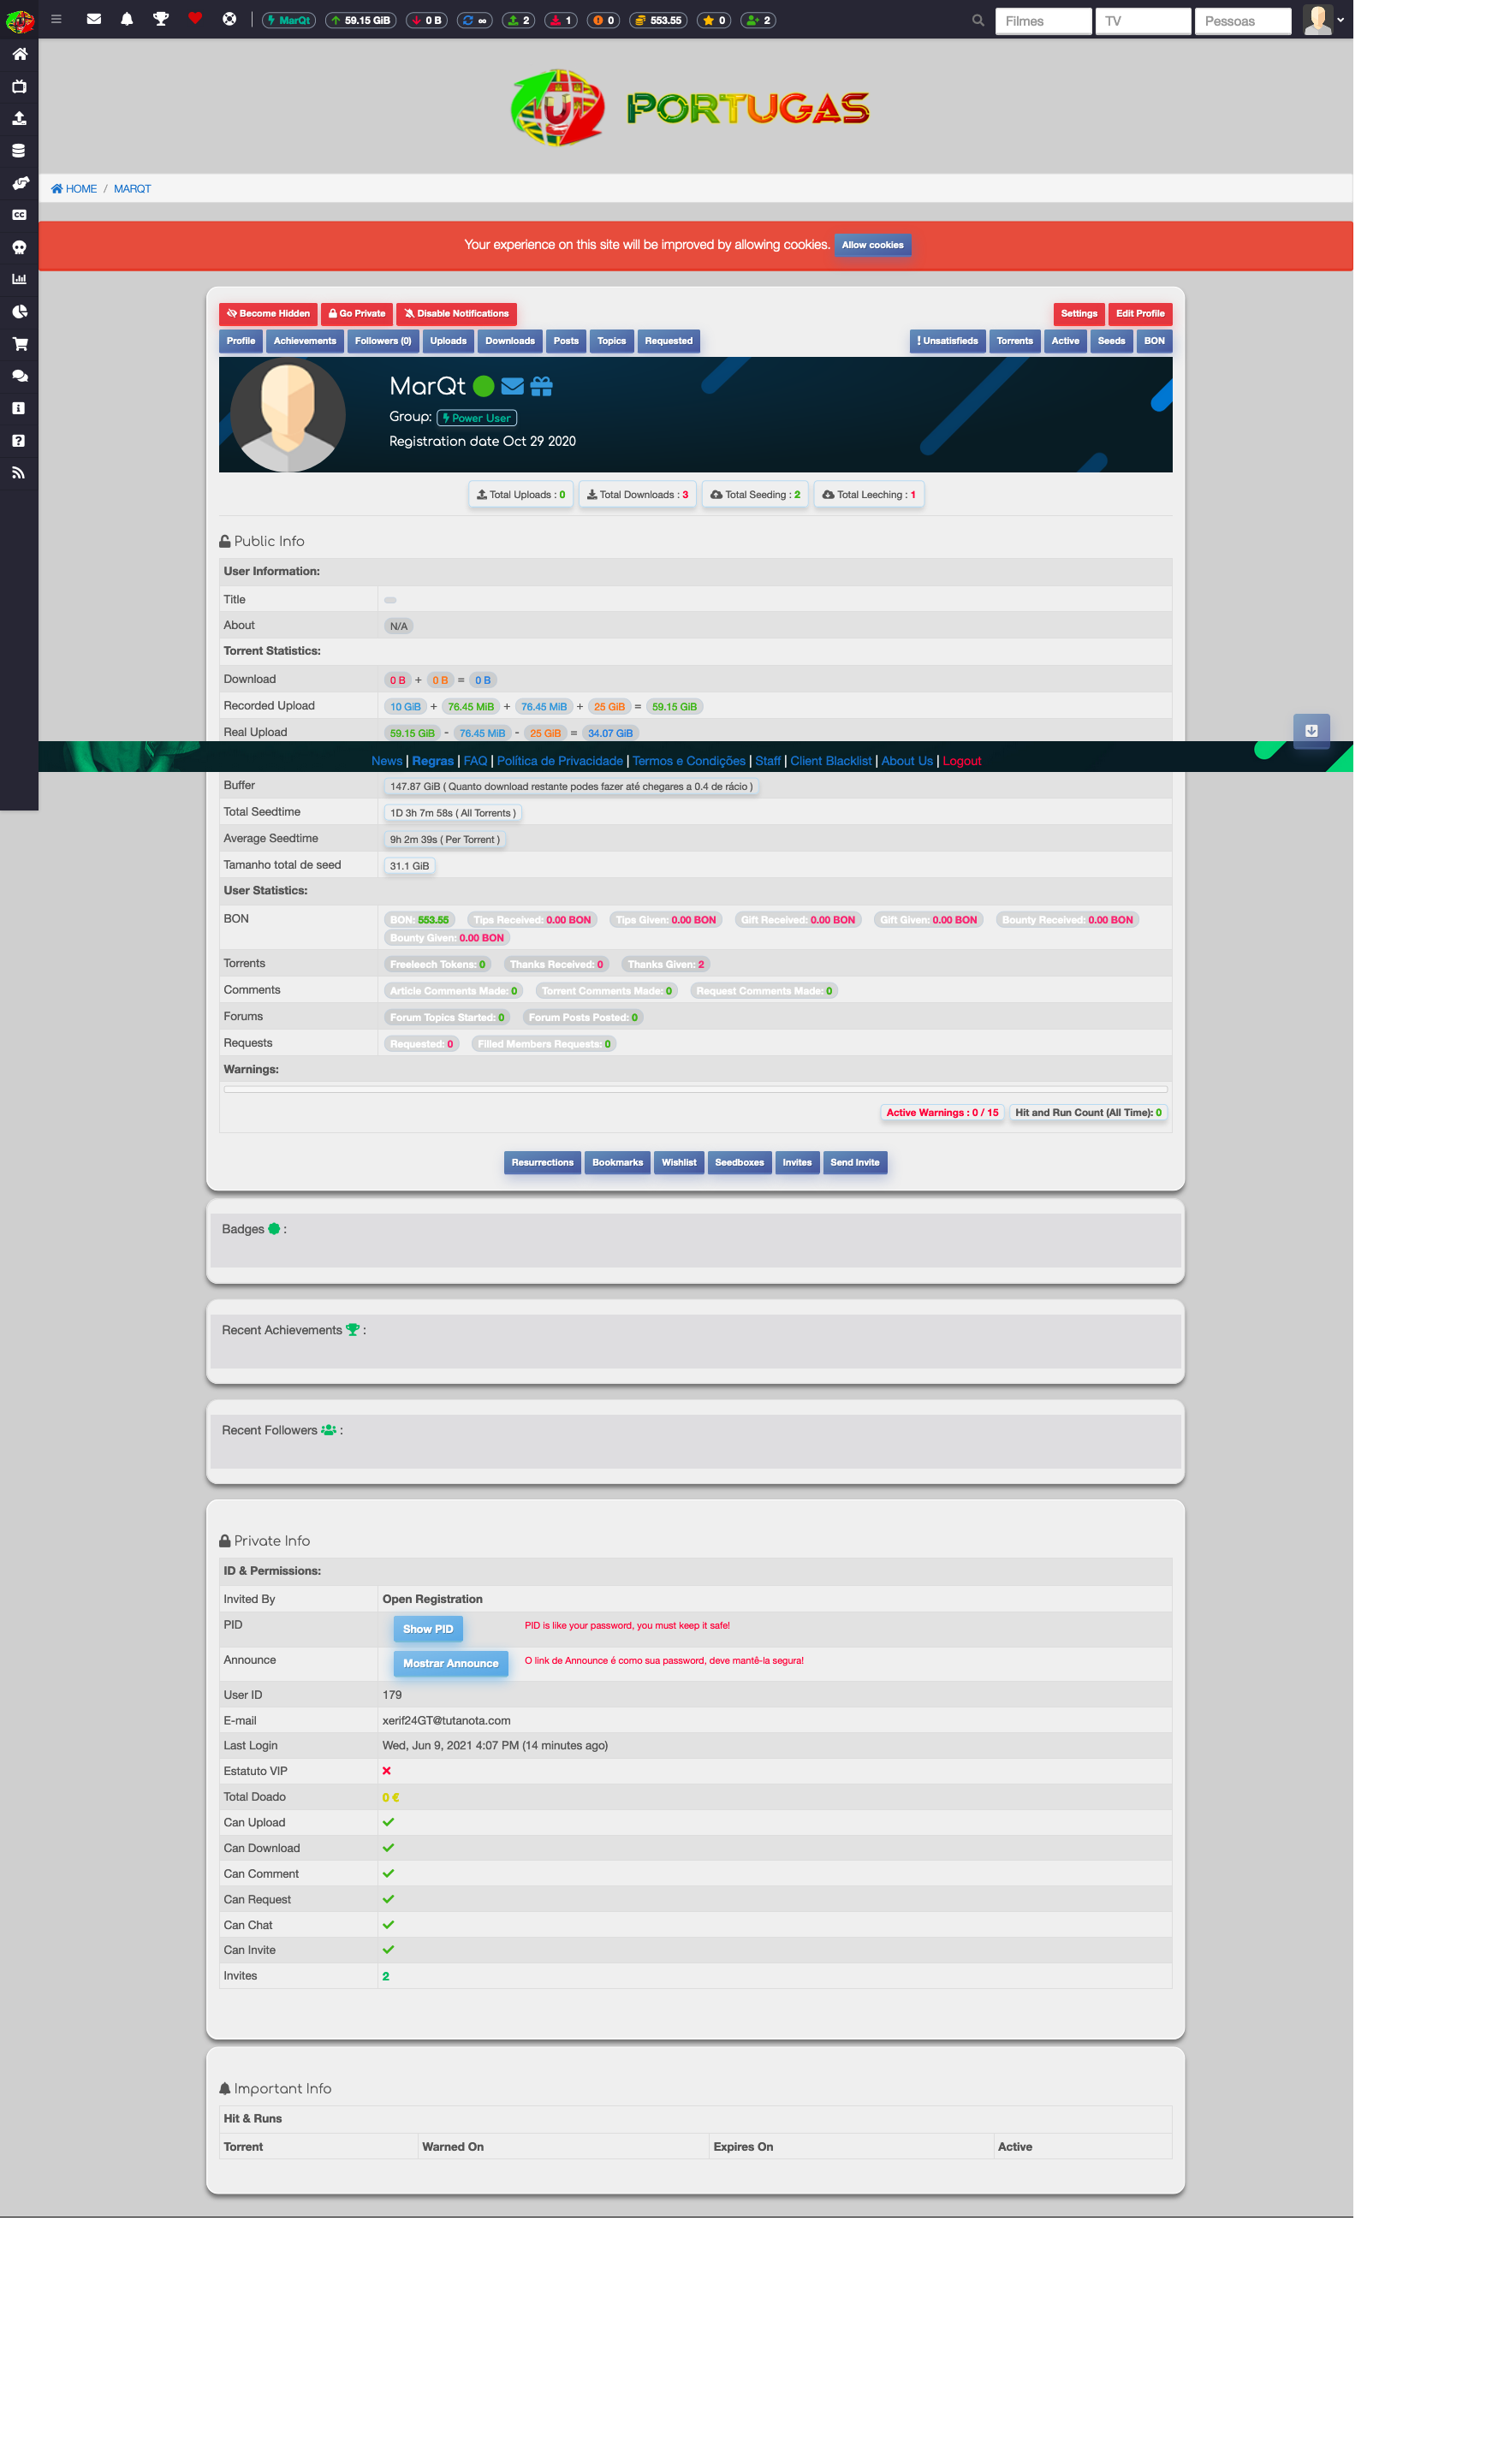 MarQt 59.15 GiB 0 B ∞ 2 1 0 553.55 0 2 Filmes TV Pessoas
PORTUGAS
HOME / MARQT
Your experience on this site will be improved by allowing cookies. Allow cookies
Become Hidden Go Private Disable Notifications Settings Edit Profile
Profile Achievements Followers (0) Uploads Downloads Posts Topics Requested ! Unsatisfieds Torrents Active Seeds BON
MarQt
Group: Power User
Registration date Oct 29 2020
Total Uploads : 0 Total Downloads : 3 Total Seeding : 2 Total Leeching : 1
Public Info
User Information:
Title
About N/A
Torrent Statistics:
Download 0 B + 0 B = 0 B
Recorded Upload 10 GiB + 76.45 MiB + 76.45 MiB + 25 GiB = 59.15 GiB
Real Upload 59.15 GiB - 76.45 MiB - 25 GiB = 34.07 GiB
News | Regras | FAQ | Política de Privacidade | Termos e Condições | Staff | Client Blacklist | About Us | Logout
Buffer 147.87 GiB ( Quanto download restante podes fazer até chegares a 0.4 de rácio )
Total Seedtime 1D 3h 7m 58s ( All Torrents )
Average Seedtime 9h 2m 39s ( Per Torrent )
Tamanho total de seed 31.1 GiB
User Statistics:
BON BON: 553.55 Tips Received: 0.00 BON Tips Given: 0.00 BON Gift Received: 0.00 BON Gift Given: 0.00 BON Bounty Received: 0.00 BON
Bounty Given: 0.00 BON
Torrents Freeleech Tokens: 0 Thanks Received: 0 Thanks Given: 2
Comments Article Comments Made: 0 Torrent Comments Made: 0 Request Comments Made: 0
Forums Forum Topics Started: 0 Forum Posts Posted: 0
Requests Requested: 0 Filled Members Requests: 0
Warnings:
Active Warnings : 0 / 15 Hit and Run Count (All Time): 0
Resurrections Bookmarks Wishlist Seedboxes Invites Send Invite
Badges :
Recent Achievements :
Recent Followers :
Private Info
ID & Permissions:
Invited By Open Registration
PID Show PID PID is like your password, you must keep it safe!
Announce Mostrar Announce O link de Announce é como sua password, deve mantê-la segura!
User ID 179
E-mail xerif24GT@tutanota.com
Last Login Wed, Jun 9, 2021 4:07 PM (14 minutes ago)
Estatuto VIP
Total Doado 0 €
Can Upload
Can Download
Can Comment
Can Request
Can Chat
Can Invite
Invites 2
Important Info
Hit & Runs
Torrent Warned On Expires On Active